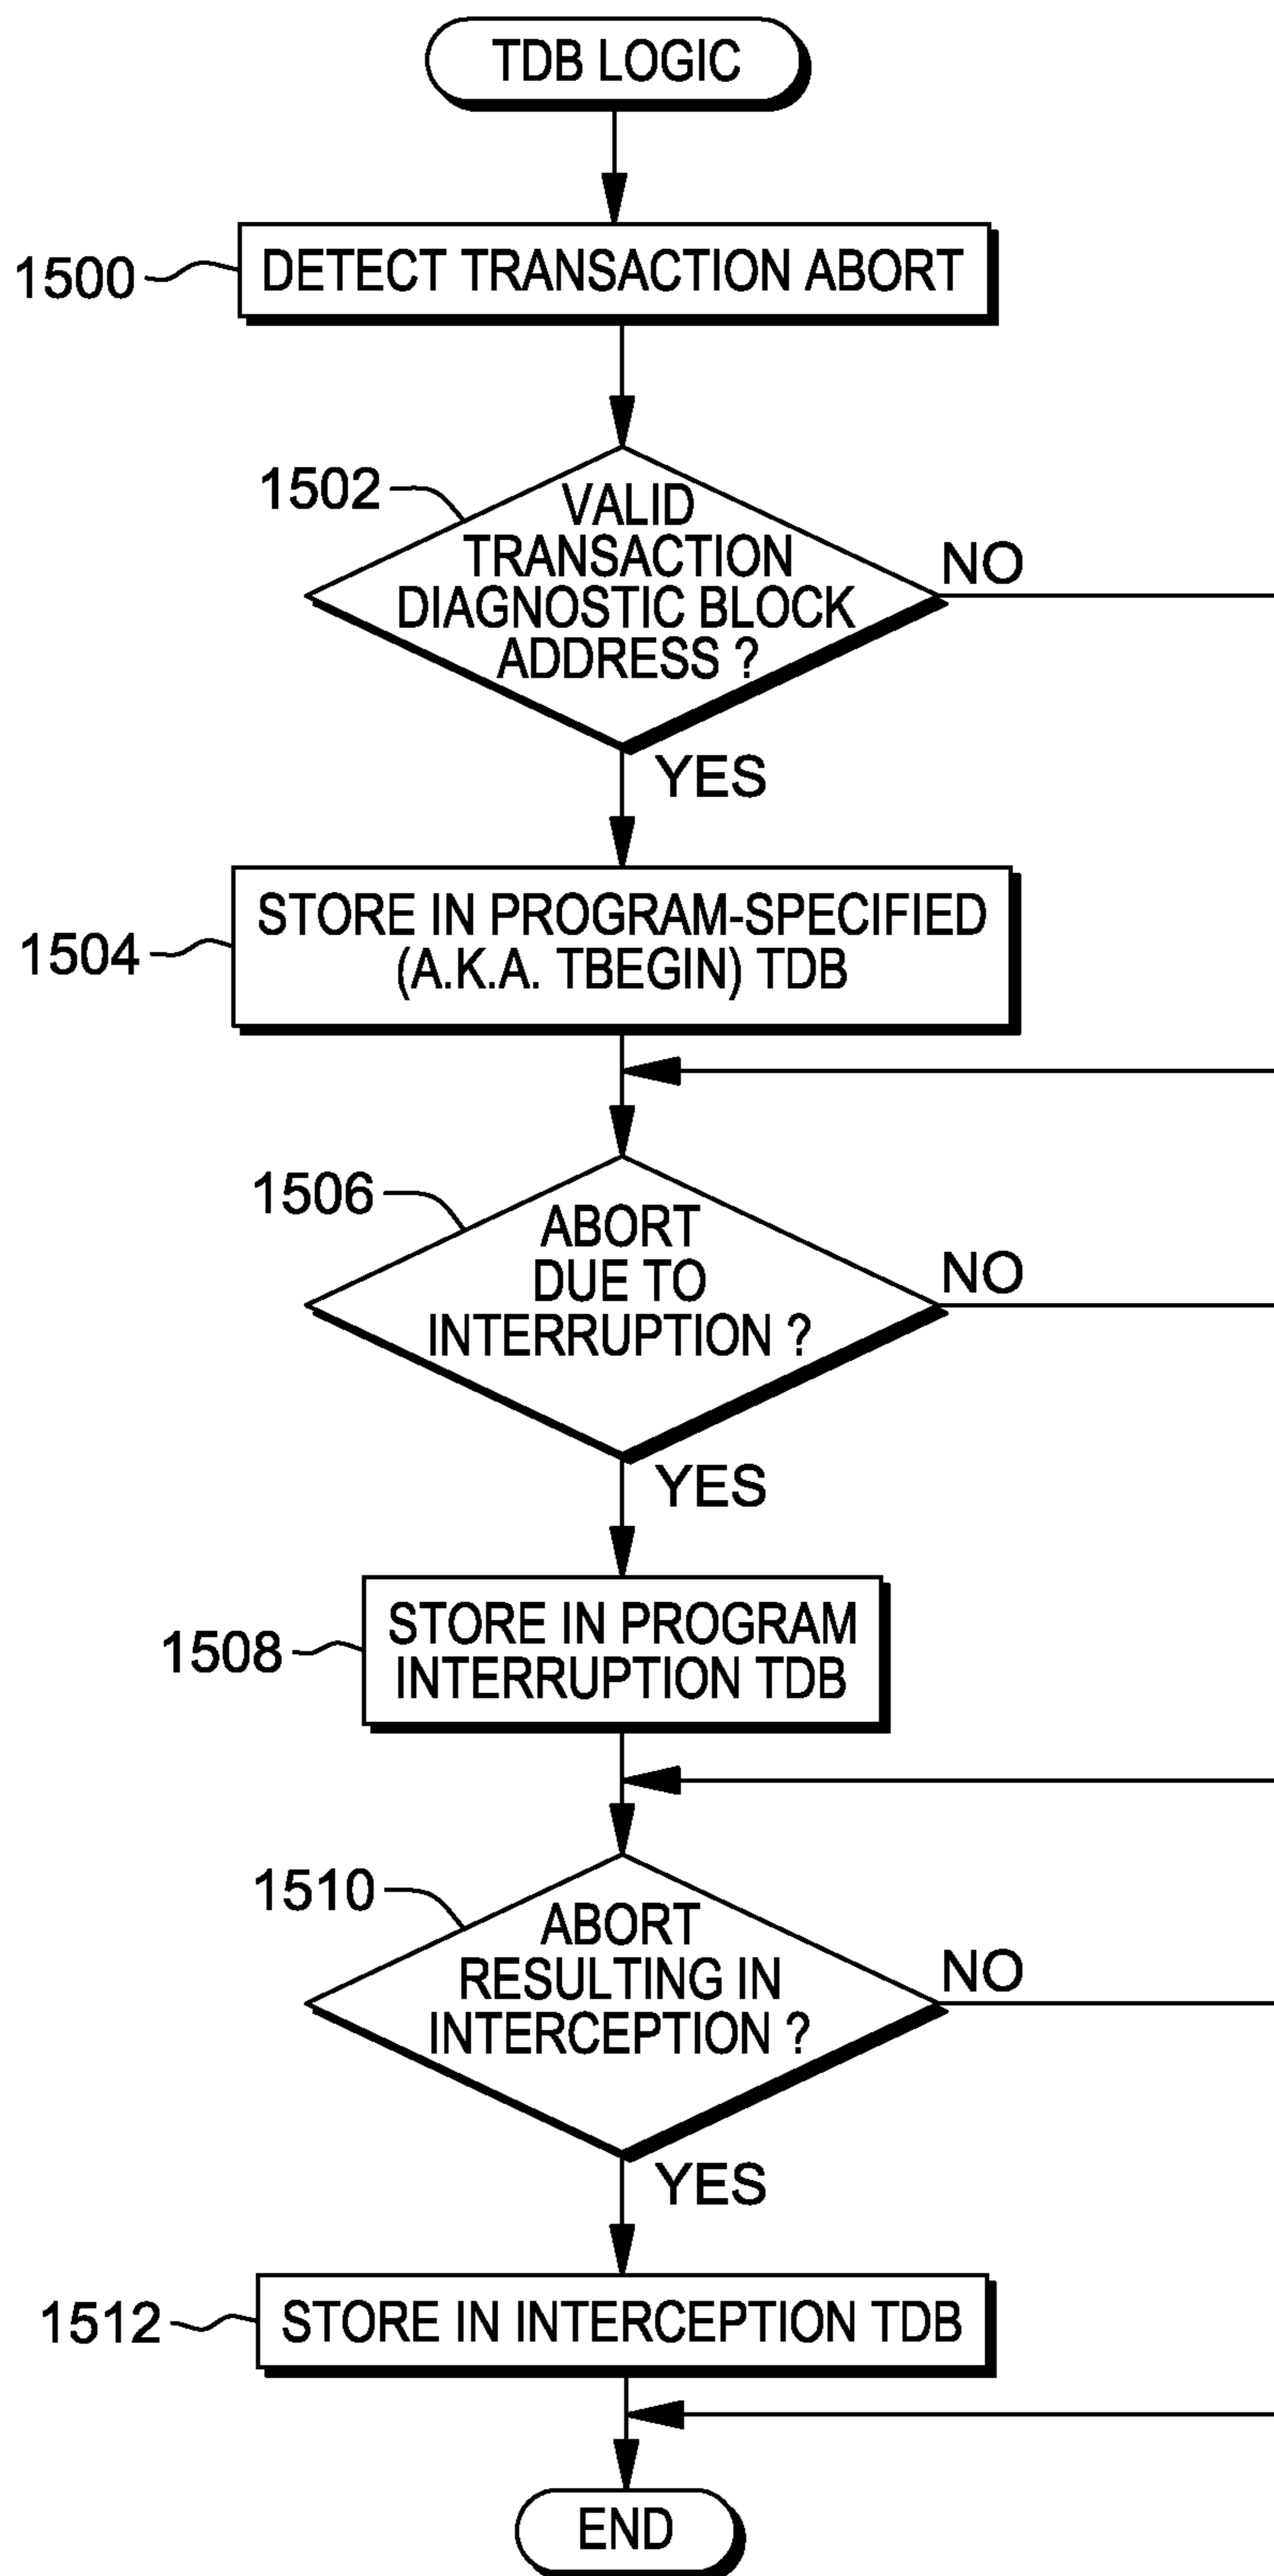 TDB LOGIC
1500
DETECT TRANSACTION ABORT
1502
VALID
TRANSACTION
DIAGNOSTIC BLOCK
ADDRESS ?
NO
YES
1504
STORE IN PROGRAM-SPECIFIED
(A.K.A. TBEGIN) TDB
1506
ABORT
DUE TO
INTERRUPTION ?
NO
YES
1508
STORE IN PROGRAM
INTERRUPTION TDB
1510
ABORT
RESULTING IN
INTERCEPTION ?
NO
YES
1512
STORE IN INTERCEPTION TDB
END